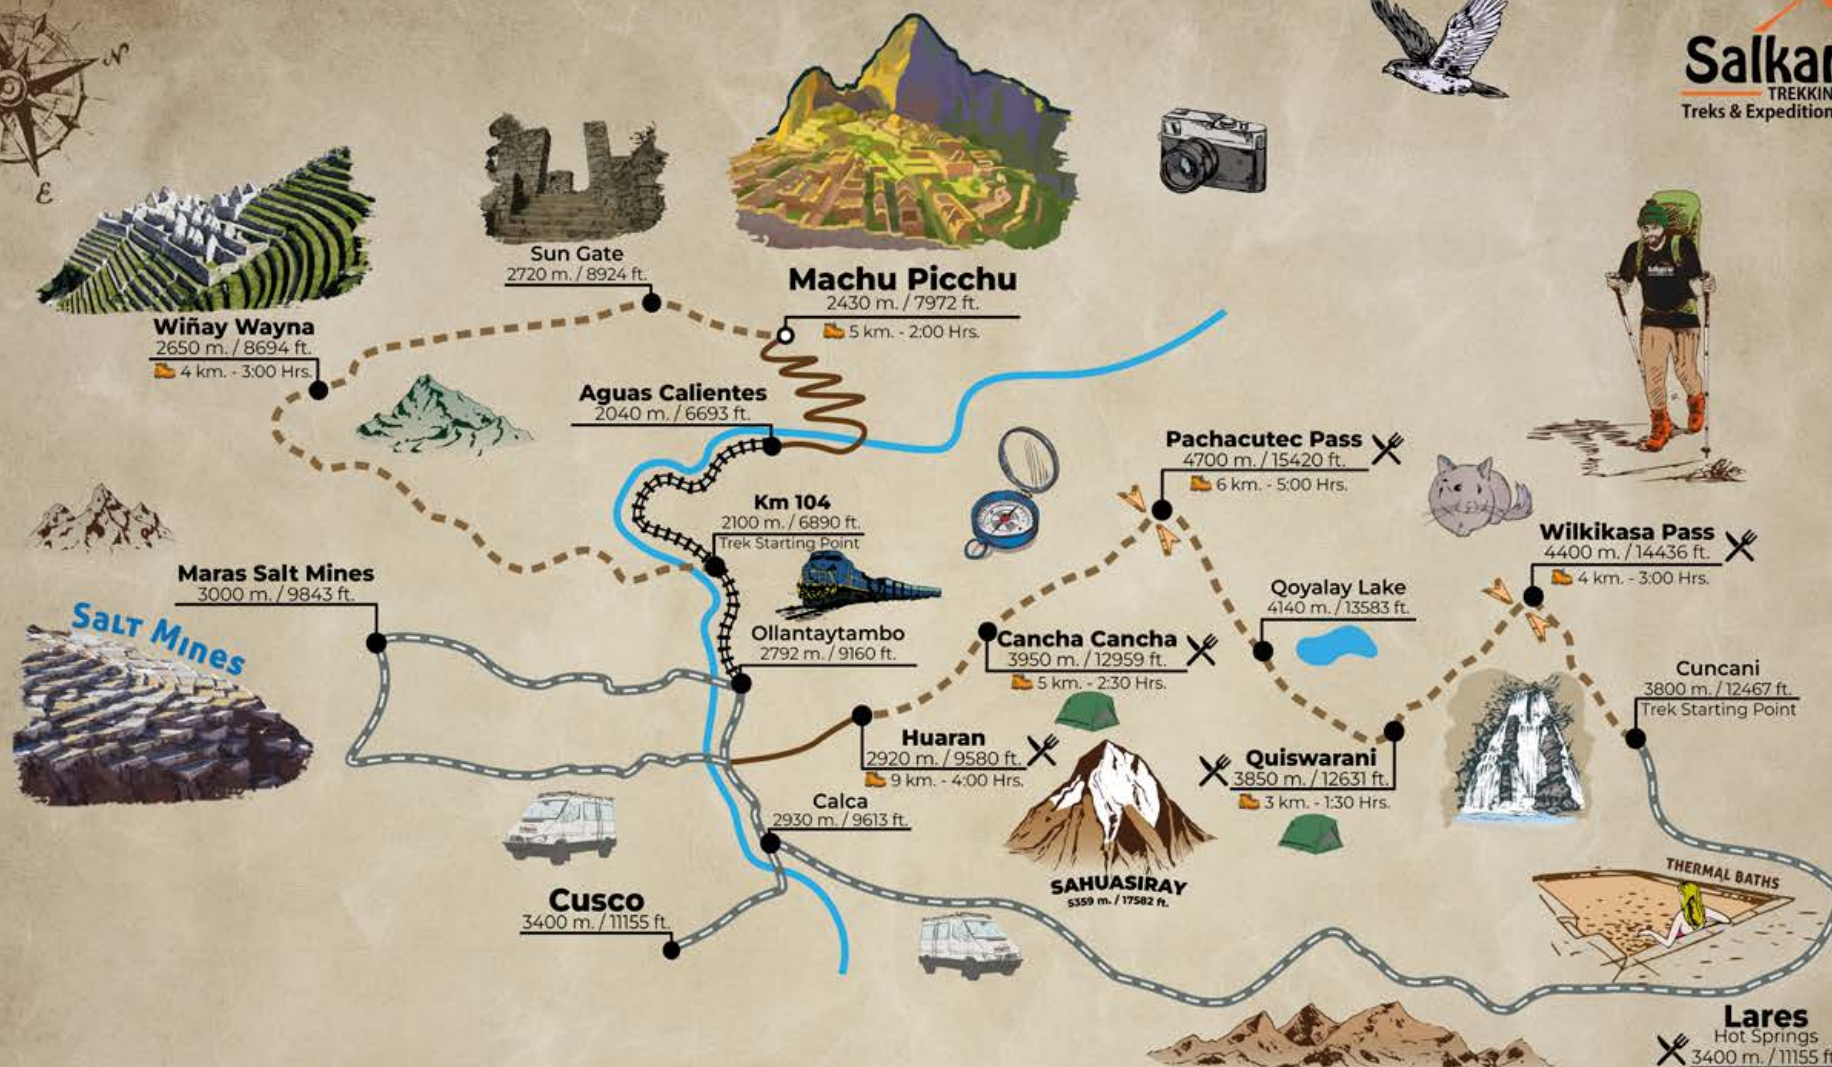 N
E
Salkan
TREKKIN
Treks & Expedition
Sun Gate
2720 m. / 8924 ft.
Machu Picchu
2430 m. / 7972 ft.
5 km. - 2:00 Hrs.
Wiñay Wayna
2650 m. / 8694 ft.
4 km. - 3:00 Hrs.
Aguas Calientes
2040 m. / 6693 ft.
Pachacutec Pass
4700 m. / 15420 ft.
6 km. - 5:00 Hrs.
Km 104
2100 m. / 6890 ft.
Trek Starting Point
Wilkikasa Pass
4400 m. / 14436 ft.
4 km. - 3:00 Hrs.
Maras Salt Mines
3000 m. / 9843 ft.
Salt Mines
Qoyalay Lake
4140 m. / 13583 ft.
Ollantaytambo
2792 m. / 9160 ft.
Cancha Cancha
3950 m. / 12959 ft.
5 km. - 2:30 Hrs.
Cuncani
3800 m. / 12467 ft.
Trek Starting Point
Huaran
2920 m. / 9580 ft.
9 km. - 4:00 Hrs.
Quiswarani
3850 m. / 12631 ft.
3 km. - 1:30 Hrs.
Calca
2930 m. / 9613 ft.
SAHUASIRAY
5359 m. / 17582 ft.
THERMAL BATHS
Cusco
3400 m. / 11155 ft.
Lares
Hot Springs
3400 m. / 11155 ft